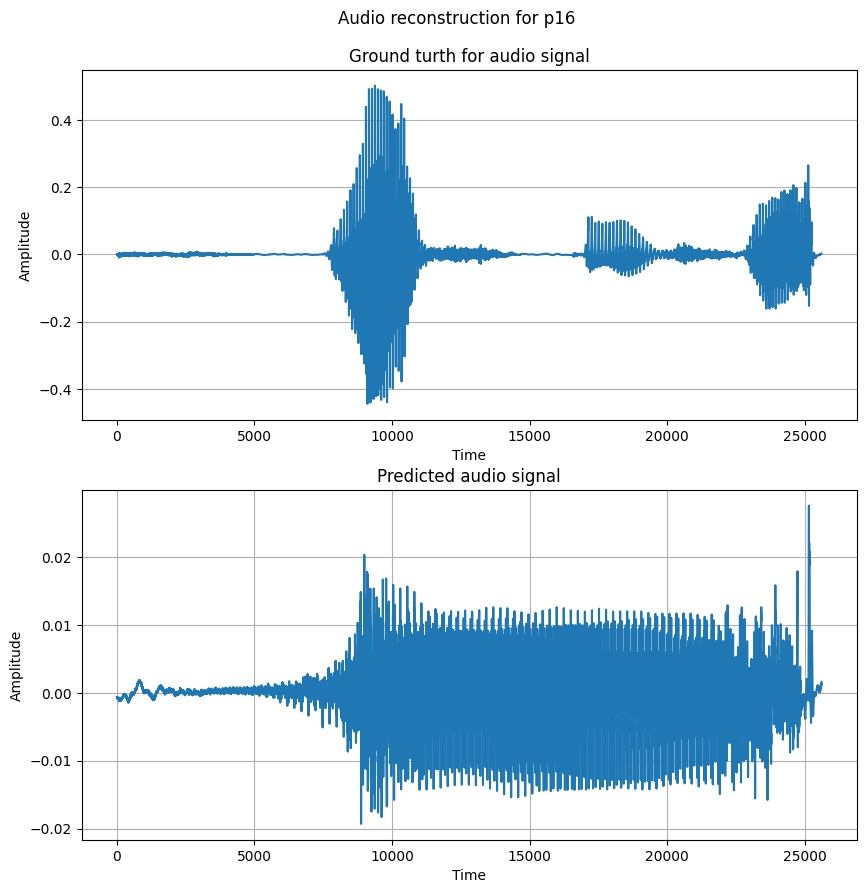 Audio reconstruction for p16
Ground turth for audio signal
Amplitude
0.4
0.2
0.0
−0.2
−0.4
0 5000 10000 15000 20000 25000
Time
Predicted audio signal
Amplitude
0.02
0.01
0.00
−0.01
−0.02
0 5000 10000 15000 20000 25000
Time